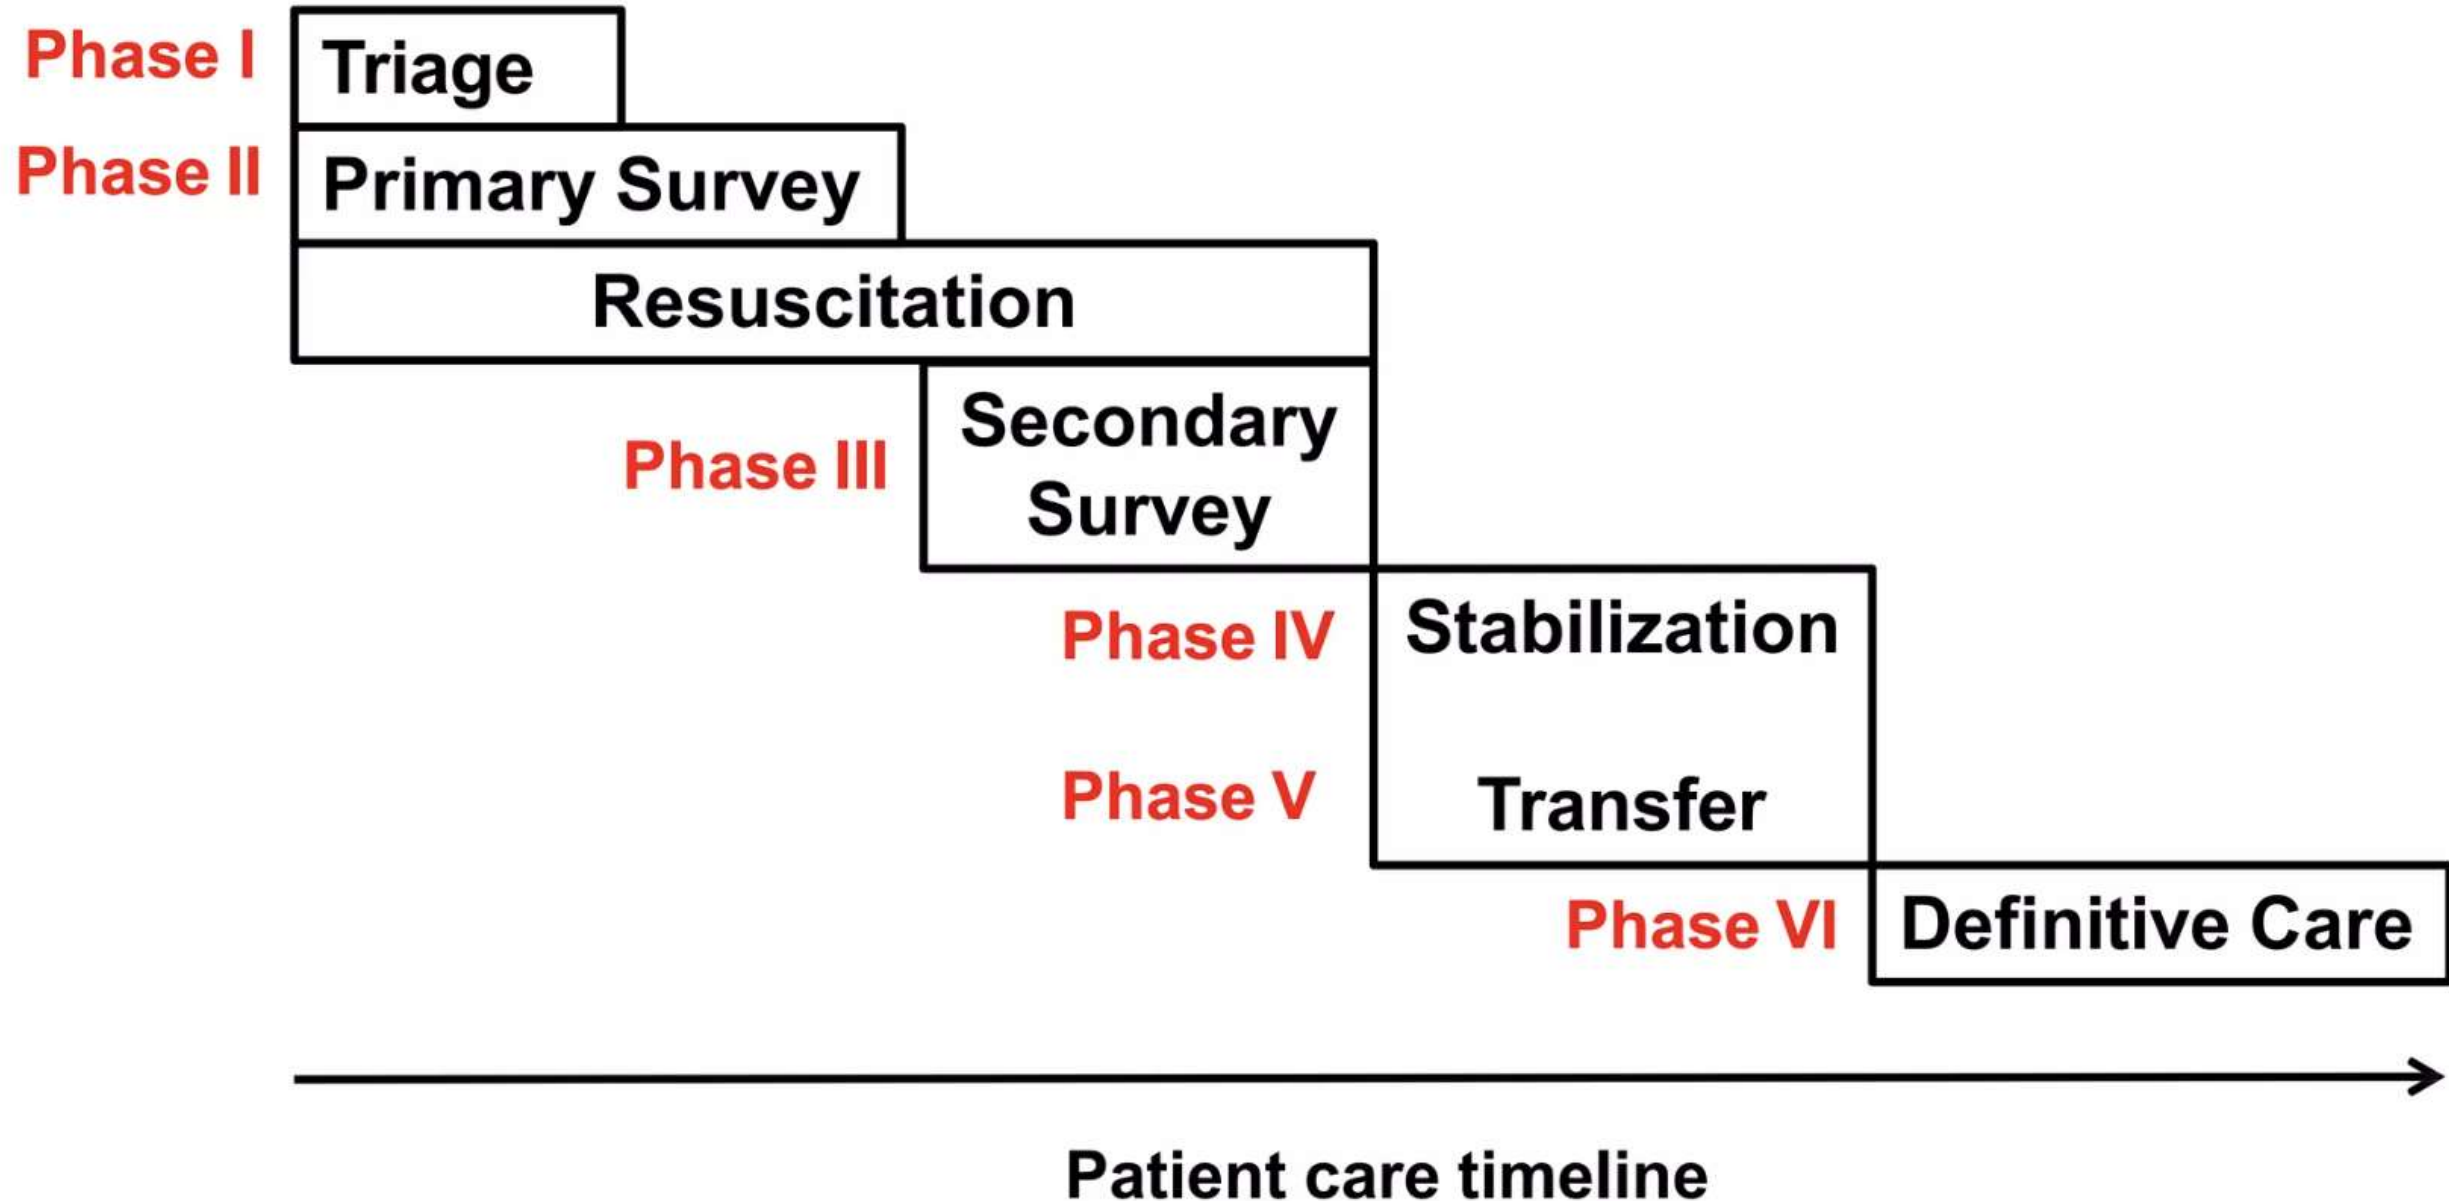 Phase I
Triage
Phase II
Primary Survey
Resuscitation
Phase III
Secondary
Survey
Phase IV
Stabilization
Phase V
Transfer
Phase VI
Definitive Care
Patient care timeline